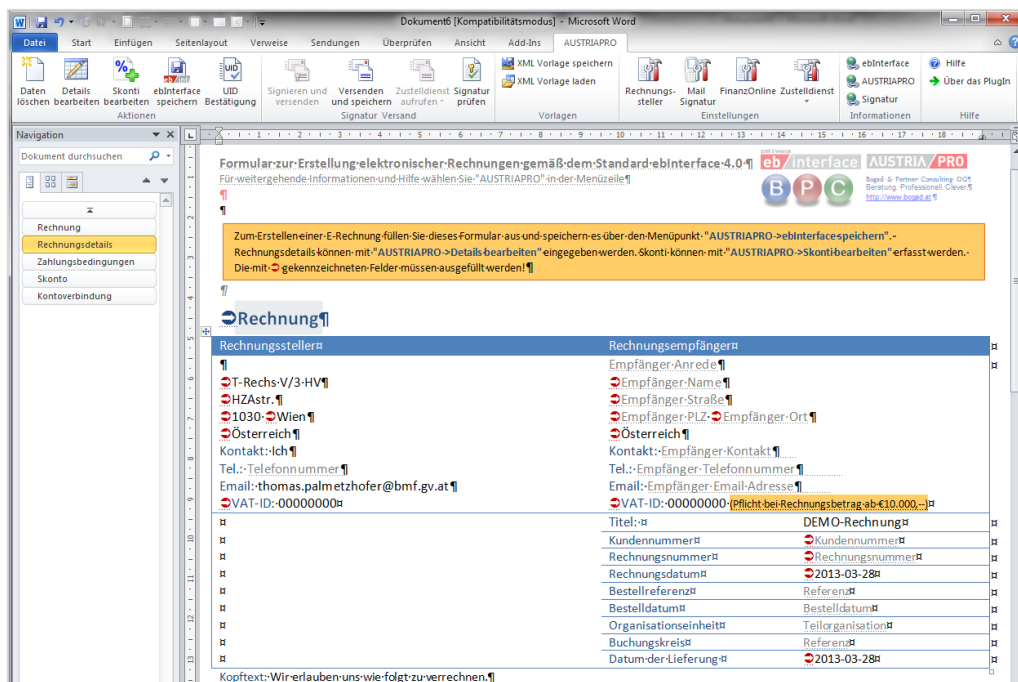 Dokument6 [Kompatibilitätsmodus] - Microsoft Word
Datei Start Einfügen Seitenlayout Verweise Sendungen Überprüfen Ansicht Add-Ins AUSTRIAPRO
Daten löschen
Details bearbeiten
Skonti bearbeiten
ebInterface speichern
UID Bestätigung
Aktionen
Signieren und versenden
Versenden und speichern
Zustelldienst aufrufen
Signatur prüfen
Signatur Versand
XML Vorlage speichern
XML Vorlage laden
Vorlagen
Rechnungs-steller
Mail Signatur
FinanzOnline
Zustelldienst
Einstellungen
ebInterface
AUSTRIAPRO
Signatur
Informationen
Hilfe
Über das PlugIn
Hilfe
Navigation
Dokument durchsuchen
Rechnung
Rechnungsdetails
Zahlungsbedingungen
Skonto
Kontoverbindung
Formular·zur·Erstellung·elektronischer·Rechnungen·gemäß·dem·Standard·ebInterface·4.0·¶
Für·weitergehende·Informationen·und·Hilfe·wählen·Sie·"AUSTRIAPRO"·in·der·Menüzeile¶
eb/interface AUSTRIA/PRO
B P C
Bogad·&·Partner·Consulting·OG¶
Beratung. Professionell. Clever.¶
http://www.bogad.at¶
Zum·Erstellen·einer·E-Rechnung·füllen·Sie·dieses·Formular·aus·und·speichern·es·über·den·Menüpunkt·"AUSTRIAPRO->ebInterface·speichern".·
Rechnungsdetails·können·mit·"AUSTRIAPRO->Details·bearbeiten"·eingegeben·werden.·Skonti·können·mit·"AUSTRIAPRO->Skonti·bearbeiten"·erfasst·werden.·
Die·mit·gekennzeichneten·Felder·müssen·ausgefüllt·werden!¶
Rechnung¶
Rechnungssteller¤ Rechnungsempfänger¤
¶ Empfänger·Anrede¶
T-Rechs·V/3·HV¶ Empfänger·Name¶
HZAstr.¶ Empfänger·Straße¶
1030·Wien¶ Empfänger·PLZ·Empfänger·Ort¶
Österreich¶ Österreich¶
Kontakt:·Ich¶ Kontakt:·Empfänger·Kontakt¶
Tel.:·Telefonnummer¶ Tel.:·Empfänger·Telefonnummer¶
Email:·thomas.palmetzhofer@bmf.gv.at¶ Email:·Empfänger·Email·Adresse¶
VAT-ID:·00000000¤ VAT-ID:·00000000·(Pflicht·bei·Rechnungsbetrag·ab·€10.000,--)¤
Titel:·¤ DEMO-Rechnung¤
Kundennummer¤ Kundennummer¤
Rechnungsnummer¤ Rechnungsnummer¤
Rechnungsdatum¤ 2013-03-28¤
Bestellreferenz¤ Referenz¤
Bestelldatum¤ Bestelldatum¤
Organisationseinheit¤ Teilorganisation¤
Buchungskreis¤ Referenz¤
Datum·der·Lieferung·¤ 2013-03-28¤
Kopftext:·Wir·erlauben·uns·wie·folgt·zu·verrechnen.¶